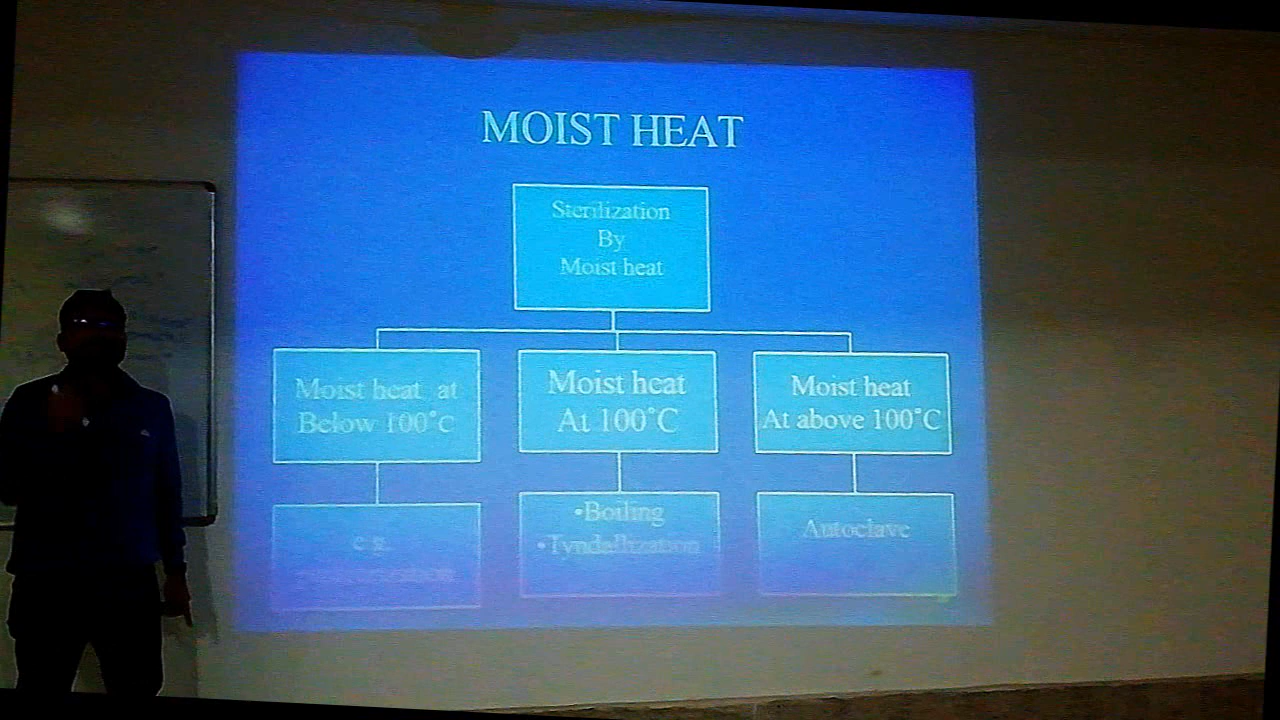 MOIST HEAT
Sterilization
By
Moist heat
Moist heat at
Below 100°C
Moist heat
At 100°C
Moist heat
At above 100°C
e.g.
•Boiling
•Tyndallization
Autoclave